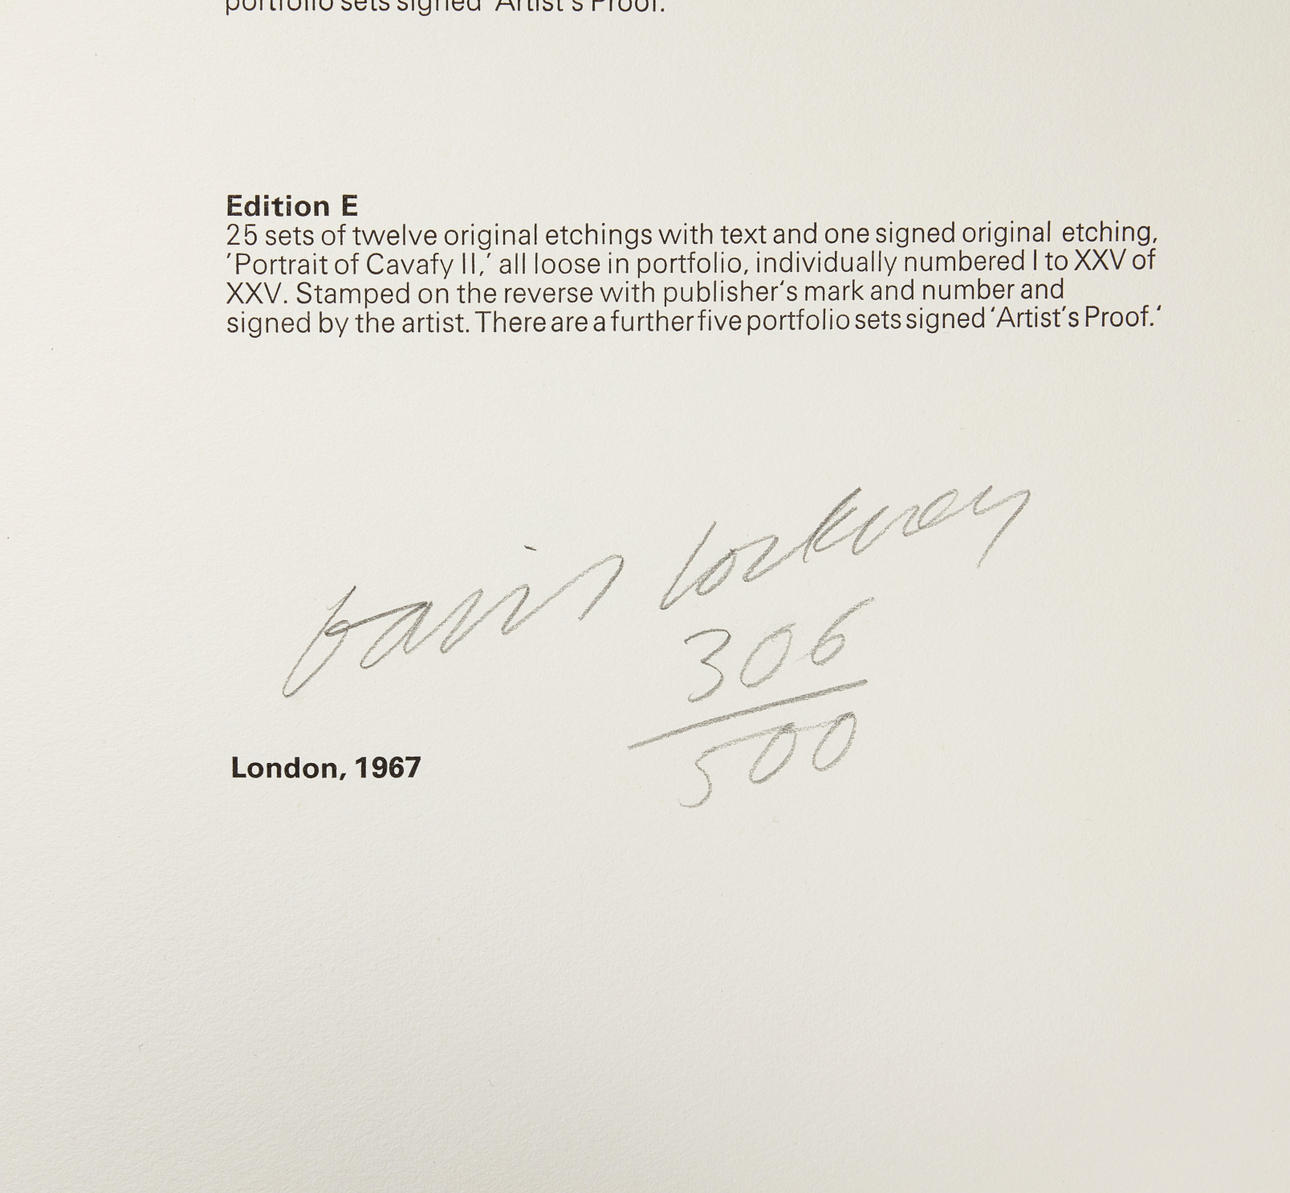 portfolio sets signed 'Artist's Proof.'
Edition E
25 sets of twelve original etchings with text and one signed original etching,
'Portrait of Cavafy II,' all loose in portfolio, individually numbered I to XXV of
XXV. Stamped on the reverse with publisher's mark and number and
signed by the artist. There are a further five portfolio sets signed 'Artist's Proof.'
David Hockney
306
500
London, 1967